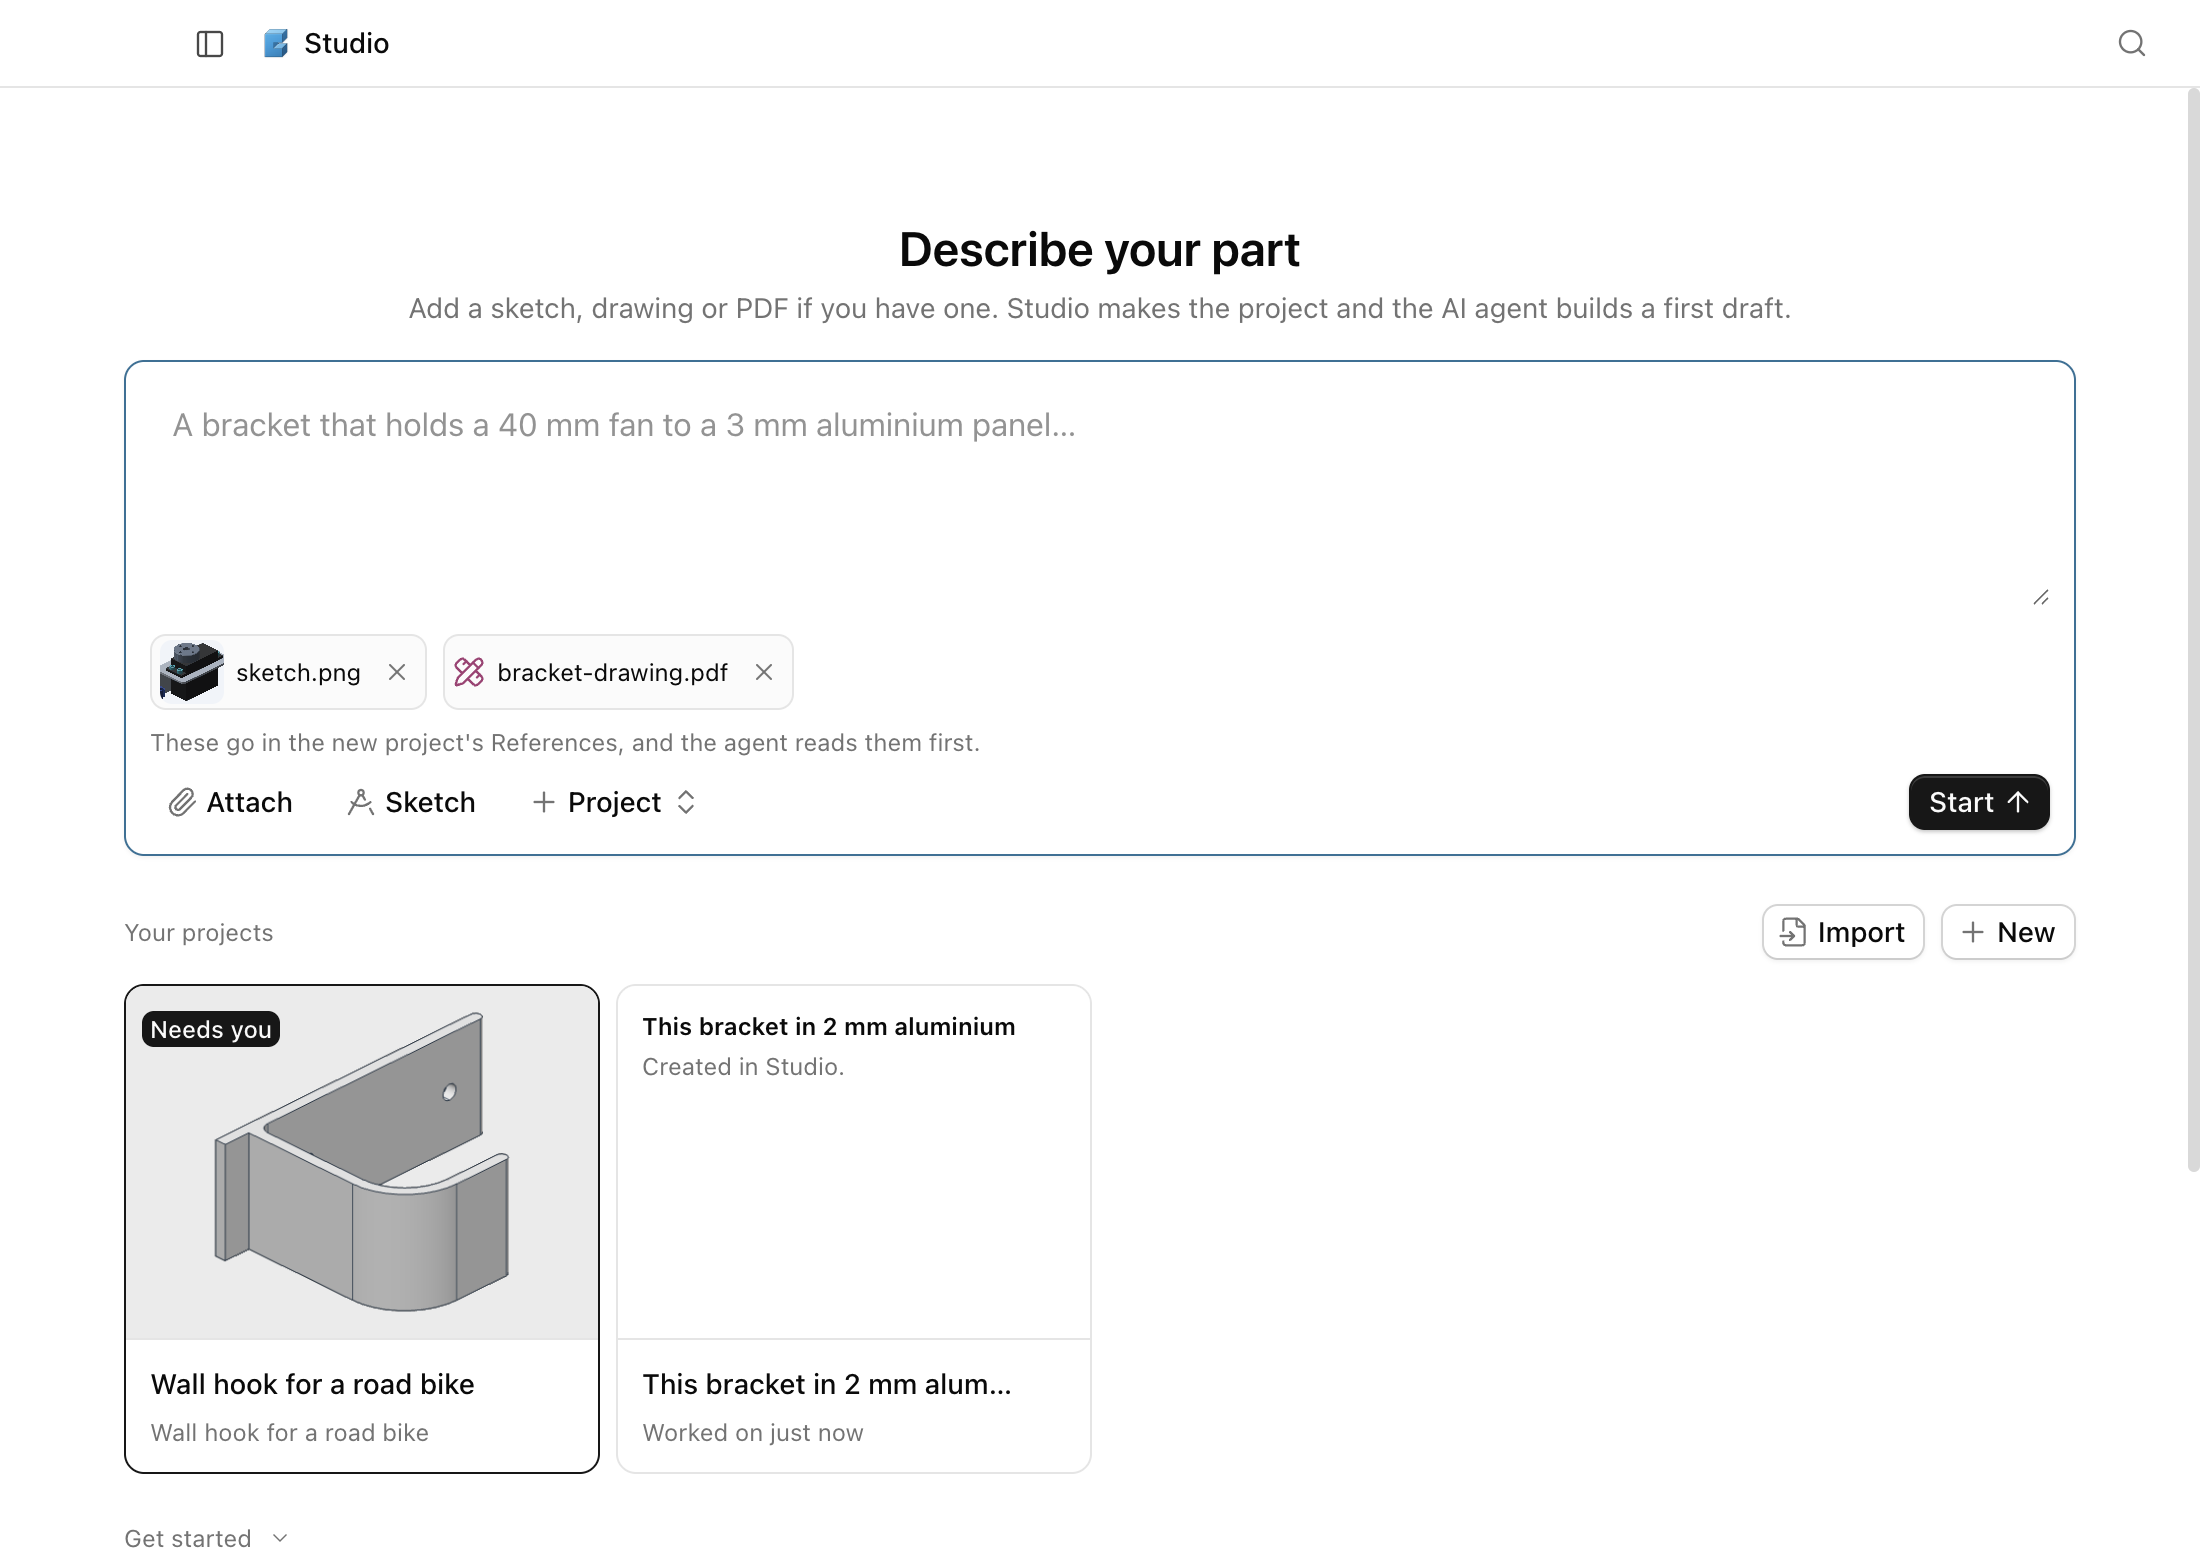 Studio
Describe your part
Add a sketch, drawing or PDF if you have one. Studio makes the project and the AI agent builds a first draft.
A bracket that holds a 40 mm fan to a 3 mm aluminium panel...
sketch.png
bracket-drawing.pdf
These go in the new project's References, and the agent reads them first.
Attach
Sketch
Project
Start
Your projects
Import
New
Needs you
This bracket in 2 mm aluminium
Created in Studio.
Wall hook for a road bike
Wall hook for a road bike
This bracket in 2 mm alum...
Worked on just now
Get started